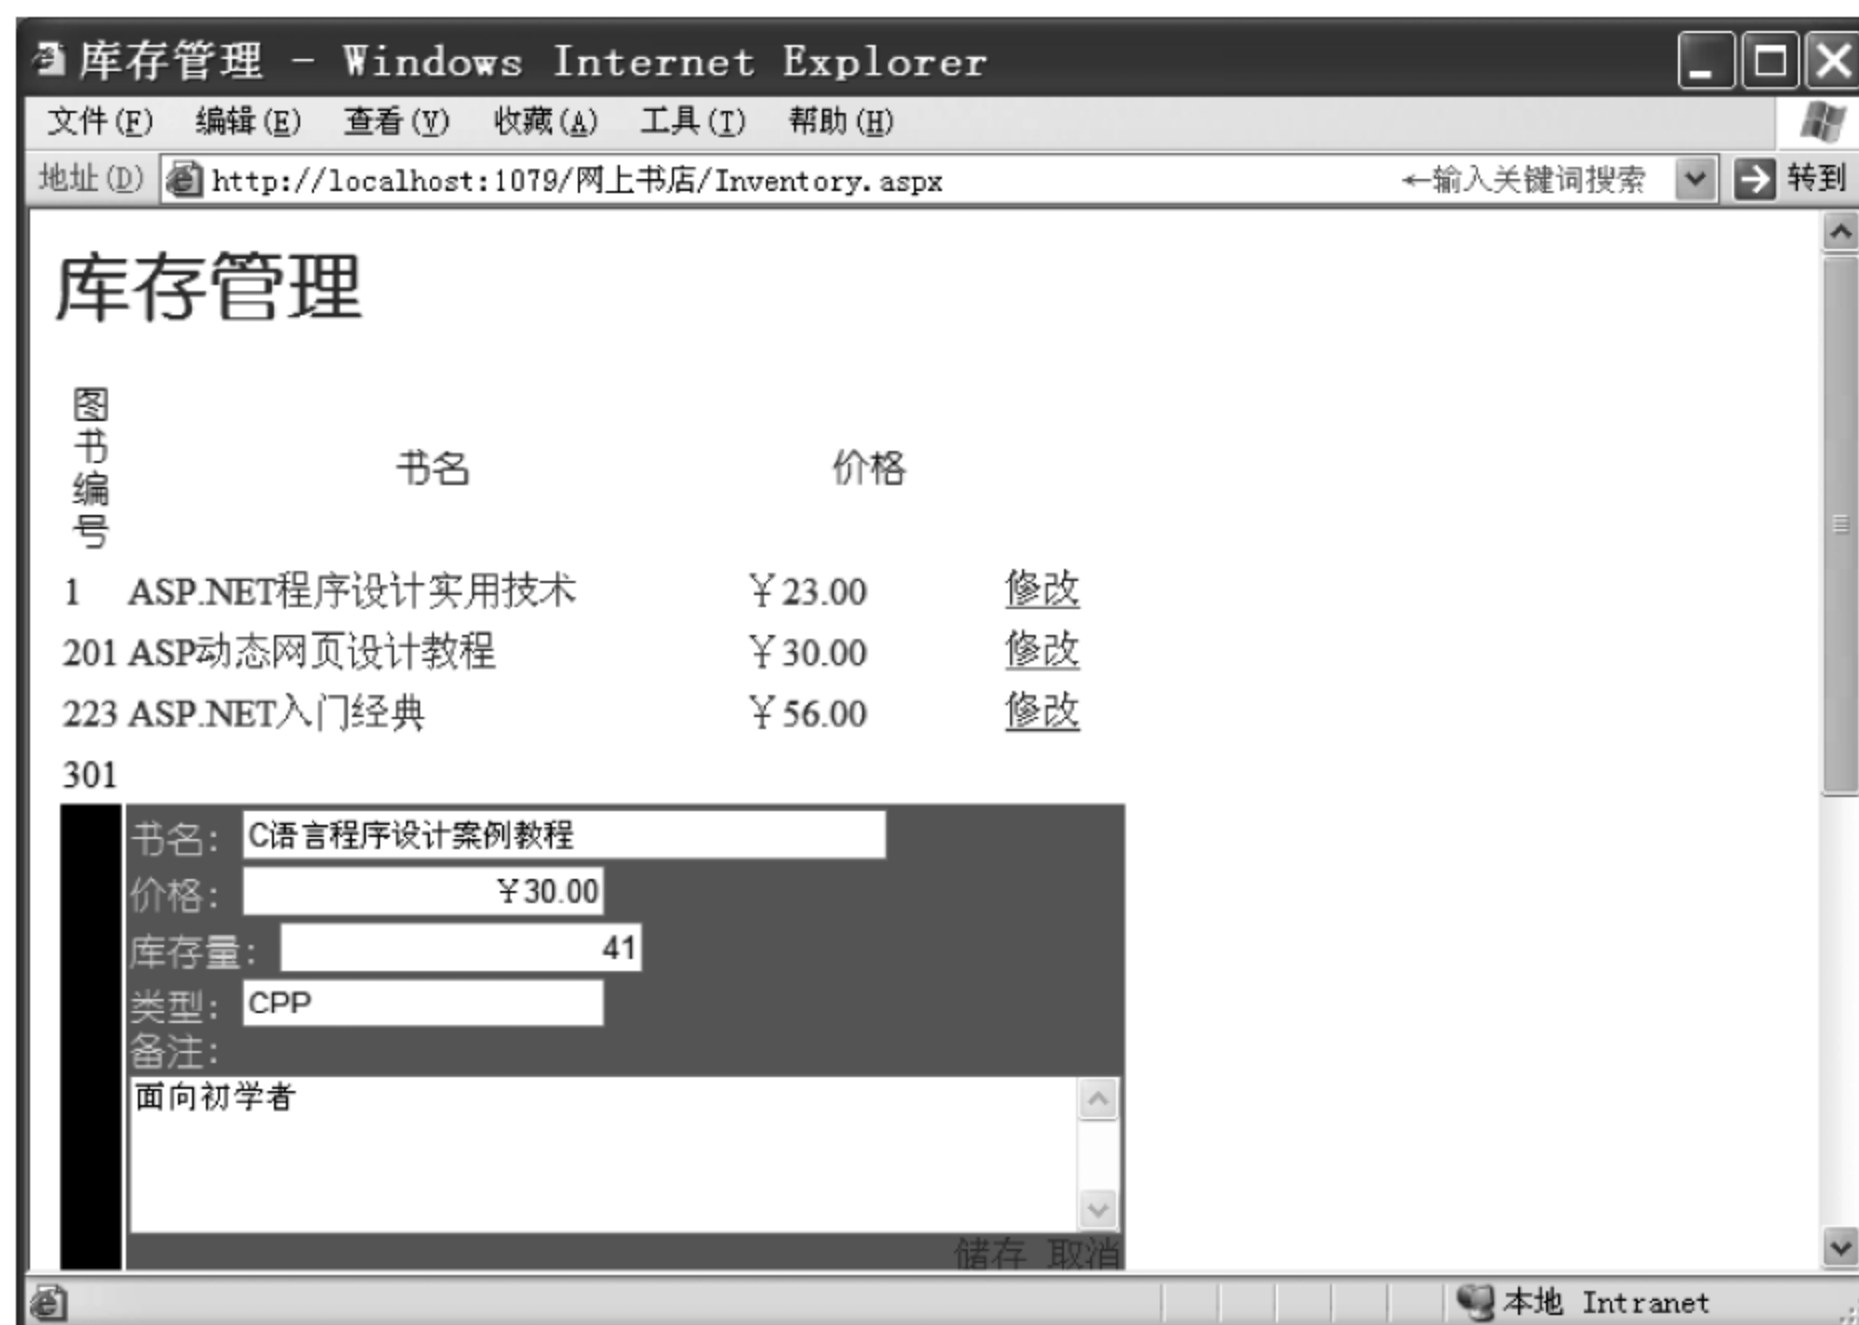 库存管理 - Windows Internet Explorer
文件(F) 编辑(E) 查看(V) 收藏(A) 工具(T) 帮助(H)
地址(D) http://localhost:1079/网上书店/Inventory.aspx ←输入关键词搜索 转到
库存管理
图书编号 书名 价格
1 ASP.NET程序设计实用技术 ￥23.00 修改
201 ASP动态网页设计教程 ￥30.00 修改
223 ASP.NET入门经典 ￥56.00 修改
301
书名: C语言程序设计案例教程
价格: ￥30.00
库存量: 41
类型: CPP
备注:
面向初学者
储存 取消
本地 Intranet